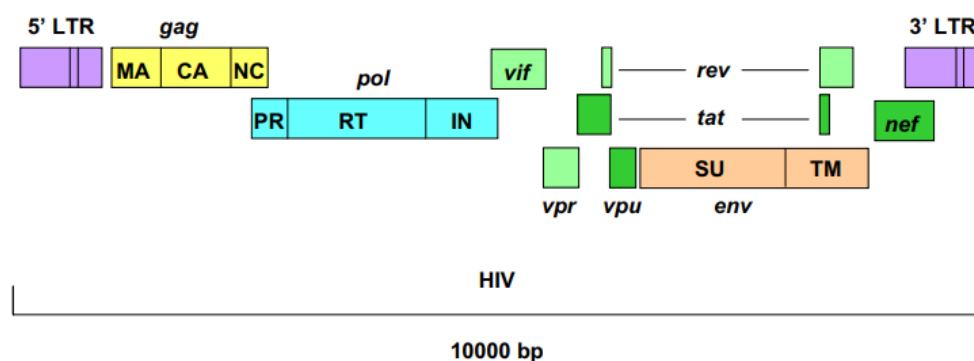 5’ LTR gag 3’ LTR
MA CA NC vif rev
pol
PR RT IN tat nef
SU TM
vpr vpu env
HIV
10000 bp